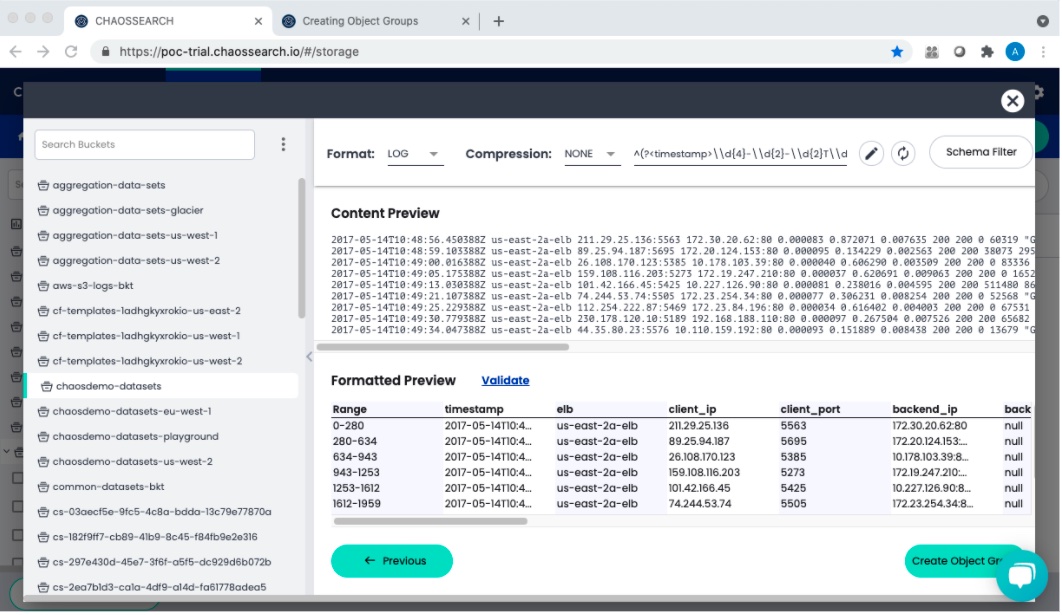 CHAOSSEARCH
Creating Object Groups
https://poc-trial.chaossearch.io/#/storage
A
Search Buckets
Format: LOG Compression: NONE ^(?<timestamp>\\d{4}-\\d{2}-\\d{2}T\\d Schema Filter
aggregation-data-sets
aggregation-data-sets-glacier
aggregation-data-sets-us-west-1
aggregation-data-sets-us-west-2
aws-s3-logs-bkt
cf-templates-1adhgkyxrokio-us-east-2
cf-templates-1adhgkyxrokio-us-west-1
cf-templates-1adhgkyxrokio-us-west-2
chaosdemo-datasets
chaosdemo-datasets-eu-west-1
chaosdemo-datasets-playground
chaosdemo-datasets-us-west-2
common-datasets-bkt
cs-03aecf5e-9fc5-4c8a-bdda-13c79e77870a
cs-182f9ff7-cb89-41b9-8c45-f84fb9e2e316
cs-297e430d-45e7-3f6f-a5f5-dc929d6b072b
cs-2ea7b1d3-ca1a-4df9-a14d-fa61778adea5
Content Preview
2017-05-14T10:48:56.450388Z us-east-2a-elb 211.29.25.136:5563 172.30.20.62:80 0.000083 0.872071 0.007635 200 200 0 60319 "G
2017-05-14T10:48:59.103388Z us-east-2a-elb 89.25.94.187:5695 172.20.124.153:80 0.000095 0.134229 0.002563 200 200 38073 295
2017-05-14T10:49:00.016388Z us-east-2a-elb 26.108.170.123:5385 10.178.103.39:80 0.000040 0.606290 0.003509 200 200 0 83336
2017-05-14T10:49:05.175388Z us-east-2a-elb 159.108.116.203:5273 172.19.247.210:80 0.000037 0.620691 0.009063 200 200 0 1652
2017-05-14T10:49:13.030388Z us-east-2a-elb 101.42.166.45:5425 10.227.126.90:80 0.000081 0.238016 0.004595 200 200 511480 86
2017-05-14T10:49:21.107388Z us-east-2a-elb 74.244.53.74:5505 172.23.254.34:80 0.000077 0.306231 0.008254 200 200 0 52568 "G
2017-05-14T10:49:25.229388Z us-east-2a-elb 112.254.222.87:5469 172.23.84.196:80 0.000034 0.616402 0.004003 200 200 0 67531
2017-05-14T10:49:30.779388Z us-east-2a-elb 230.178.120.10:5189 192.168.188.110:80 0.000097 0.267504 0.007526 200 200 65682
2017-05-14T10:49:34.047388Z us-east-2a-elb 44.35.80.23:5576 10.110.159.192:80 0.000093 0.151889 0.008438 200 200 0 13679 "G
Formatted Preview Validate
Range timestamp elb client_ip client_port backend_ip back
0-280 2017-05-14T10:4... us-east-2a-elb 211.29.25.136 5563 172.30.20.62:80 null
280-634 2017-05-14T10:4... us-east-2a-elb 89.25.94.187 5695 172.20.124.153:... null
634-943 2017-05-14T10:4... us-east-2a-elb 26.108.170.123 5385 10.178.103.39:8... null
943-1253 2017-05-14T10:4... us-east-2a-elb 159.108.116.203 5273 172.19.247.210:... null
1253-1612 2017-05-14T10:4... us-east-2a-elb 101.42.166.45 5425 10.227.126.90:8... null
1612-1959 2017-05-14T10:4... us-east-2a-elb 74.244.53.74 5505 172.23.254.34:8... null
← Previous
Create Object Gr